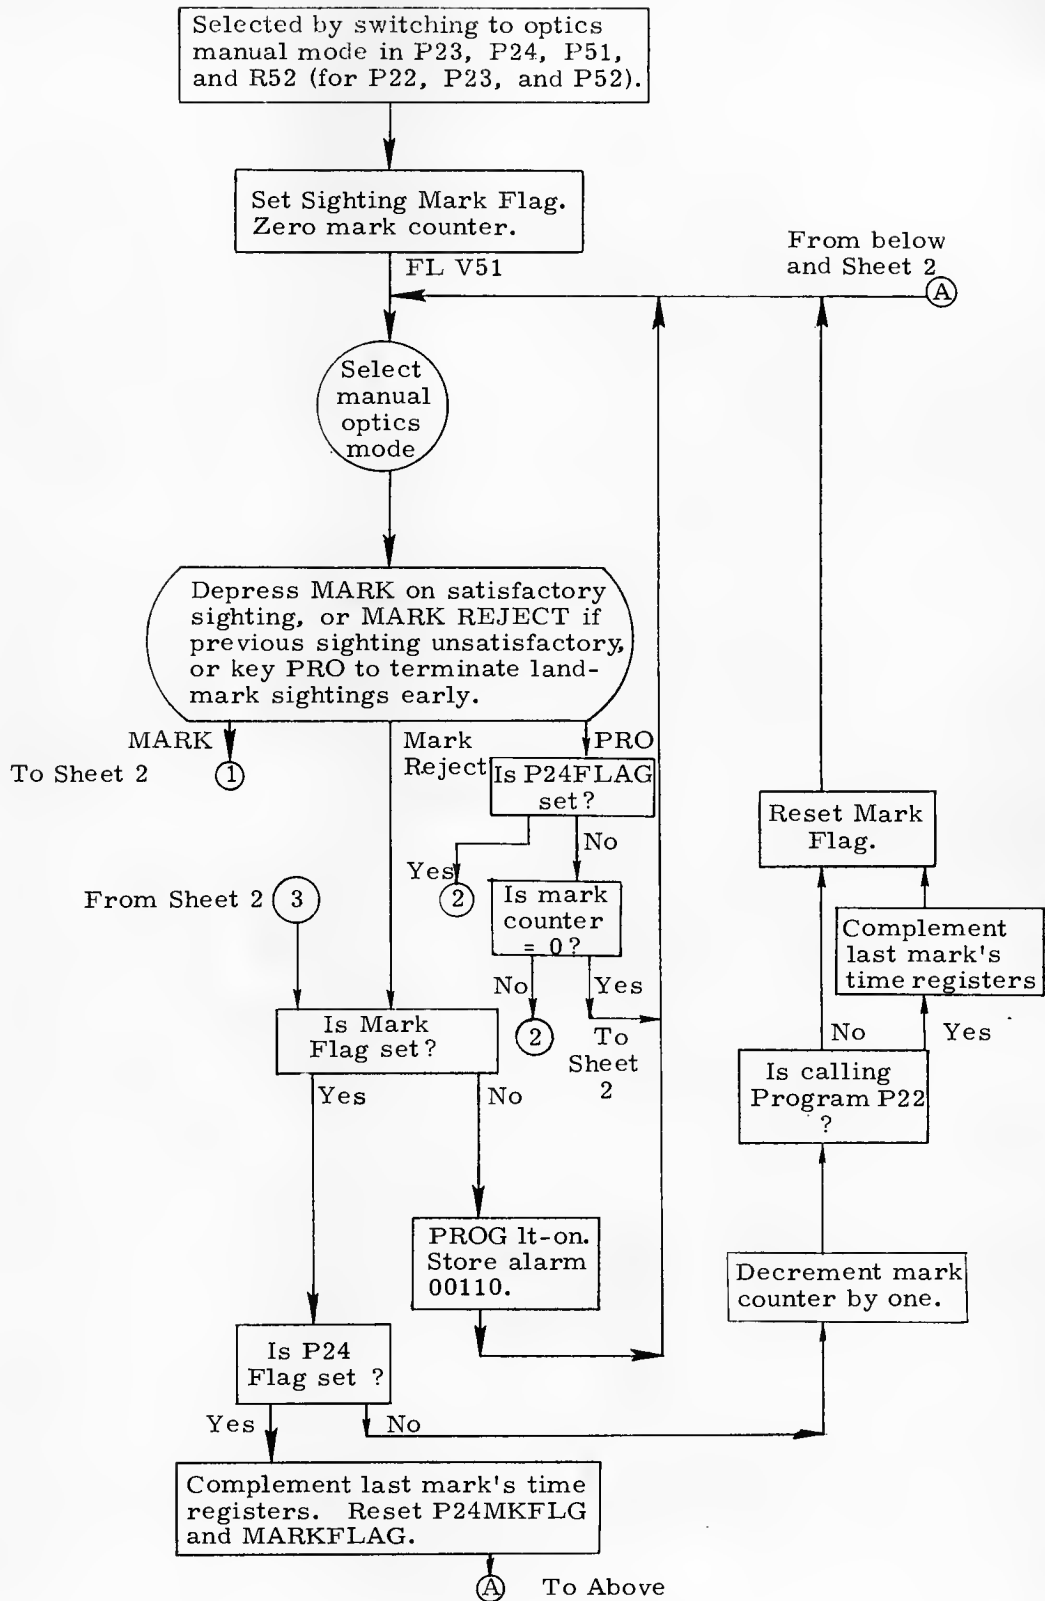 Selected by switching to optics
manual mode in P23, P24, P51,
and R52 (for P22, P23, and P52).
Set Sighting Mark Flag.
Zero mark counter.
FL V51
From below
and Sheet 2
A
Select
manual
optics
mode
Depress MARK on satisfactory
sighting, or MARK REJECT if
previous sighting unsatisfactory,
or key PRO to terminate land-
mark sightings early.
MARK
To Sheet 2
1
Mark
Reject
PRO
Is P24FLAG
set?
Yes
2
No
Is mark
counter
= 0?
No
2
Yes
To
Sheet
2
From Sheet 2
3
Is Mark
Flag set?
Yes
No
PROG lt-on.
Store alarm
00110.
Is P24
Flag set ?
Yes
No
Complement last mark's time
registers. Reset P24MKFLG
and MARKFLAG.
A
To Above
Reset Mark
Flag.
Complement
last mark's
time registers
No
Yes
Is calling
Program P22
?
Decrement mark
counter by one.